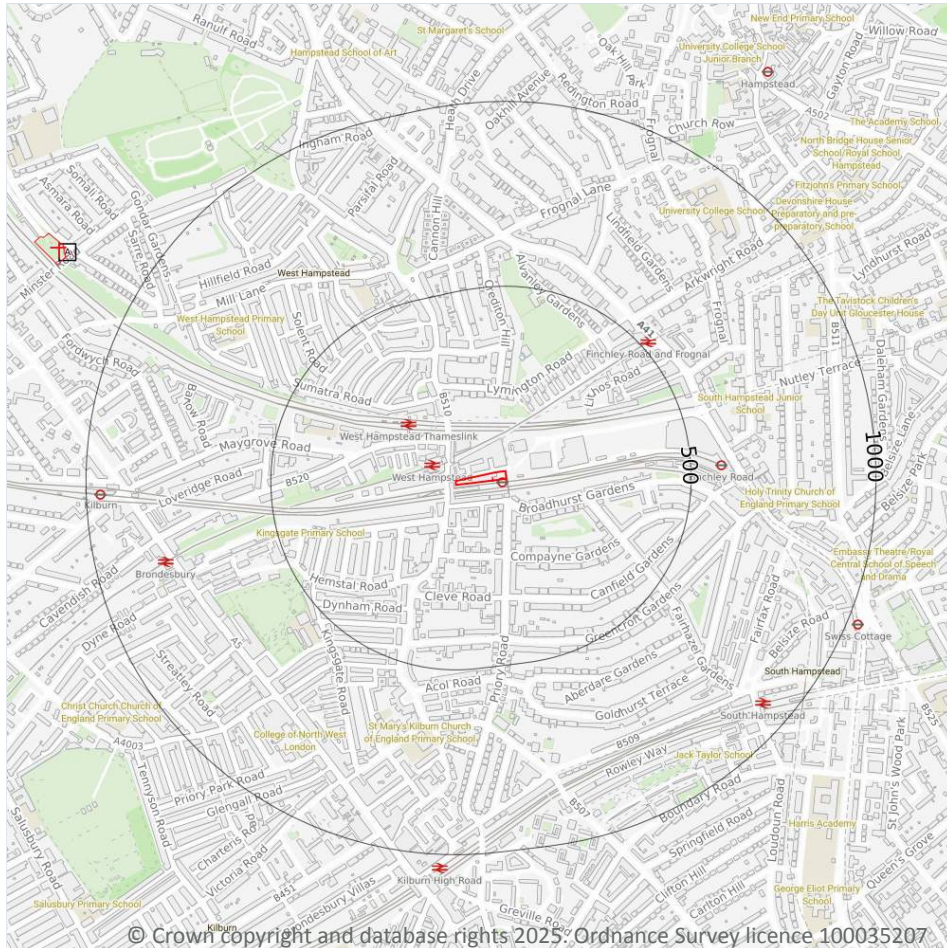 Ranulf Road
Hampstead School of Art
St Margaret's School
New End Primary School
Willow Road
University College School
Junior Branch
Hampstead
Gayton Road
A502
Oak Hill Park
Redington Road
Oakhill Avenue
Heath Drive
Frognal
Church Row
The Academy School
North Bridge House Senior
School/Royal School,
Hampstead
Fitzjohn's Primary School
Devonshire House
Preparatory and pre-
preparatory School
University College School
Ingham Road
Parsifal Road
Cannon Hill
Frognal Lane
Lindfield Gardens
Arkwright Road
Lyndhurst Road
Somali Road
Asmara Road
Gondar Gardens
Sarre Road
Minster
Hillfield Road
Mill Lane
West Hampstead
Alvanley Gardens
Crediton Hill
Frognal
The Tavistock Children's
Day Unit Gloucester House
B511
Daleham Gardens
West Hampstead Primary
School
Solent Road
Fordwych Road
Barlow Road
Sumatra Road
Lymington Road
A41
Finchley Road and Frognal
Lithos Road
Nutley Terrace
South Hampstead Junior
School
Belsize Lane
Belsize Park
B510
West Hampstead Thameslink
Maygrove Road
B520
Loveridge Road
West Hampstead
500
1000
Finchley Road
Kilburn
Broadhurst Gardens
Holy Trinity Church of
England Primary School
Kingsgate Primary School
Brondesbury
Compayne Gardens
Canfield Gardens
Embassy Theatre/Royal
Central School of Speech
and Drama
Hemstal Road
Cavendish Road
Dynham Road
Cleve Road
Greencroft Gardens
Fairhazel Gardens
Fairfax Road
Belsize Road
Swiss Cottage
Dyne Road
A5
Streatley Road
Kingsgate Road
Priory Road
Acol Road
Aberdare Gardens
Goldhurst Terrace
South Hampstead
South Hampstead
B525
Christ Church Church of
England Primary School
A4003
College of North West
London
St Mary's Kilburn Church
of England Primary School
B509
Rowley Way
Jack Taylor School
St John's Wood Park
Tennyson Road
Priory Park Road
Glengall Road
B507
Boundary Road
Springfield Road
Loudoun Road
Harris Academy
Salusbury Road
Charteris Rd
Victoria Road
B451
Kilburn High Road
Clifton Hill
Carlton Hill
Queen's Grove
Salusbury Primary School
Brondesbury Villas
Greville Road
George Eliot Primary
School
Kilburn
© Crown copyright and database rights 2025. Ordnance Survey licence 100035207